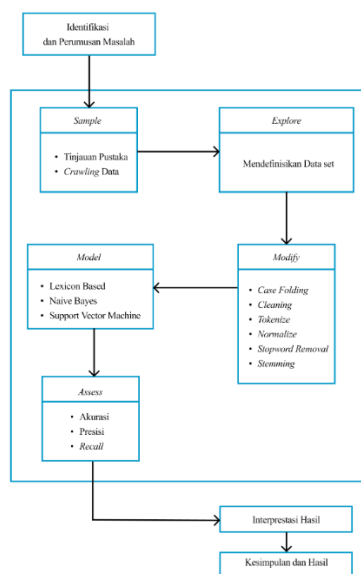 Identifikasi
dan Perumusan Masalah
Sample
• Tinjauan Pustaka
• Crawling Data
Explore
Mendefinisikan Data set
Model
• Lexicon Based
• Naive Bayes
• Support Vector Machine
Modify
• Case Folding
• Cleaning
• Tokenize
• Normalize
• Stopword Removal
• Stemming
Assess
• Akurasi
• Presisi
• Recall
Interprestasi Hasil
Kesimpulan dan Hasil